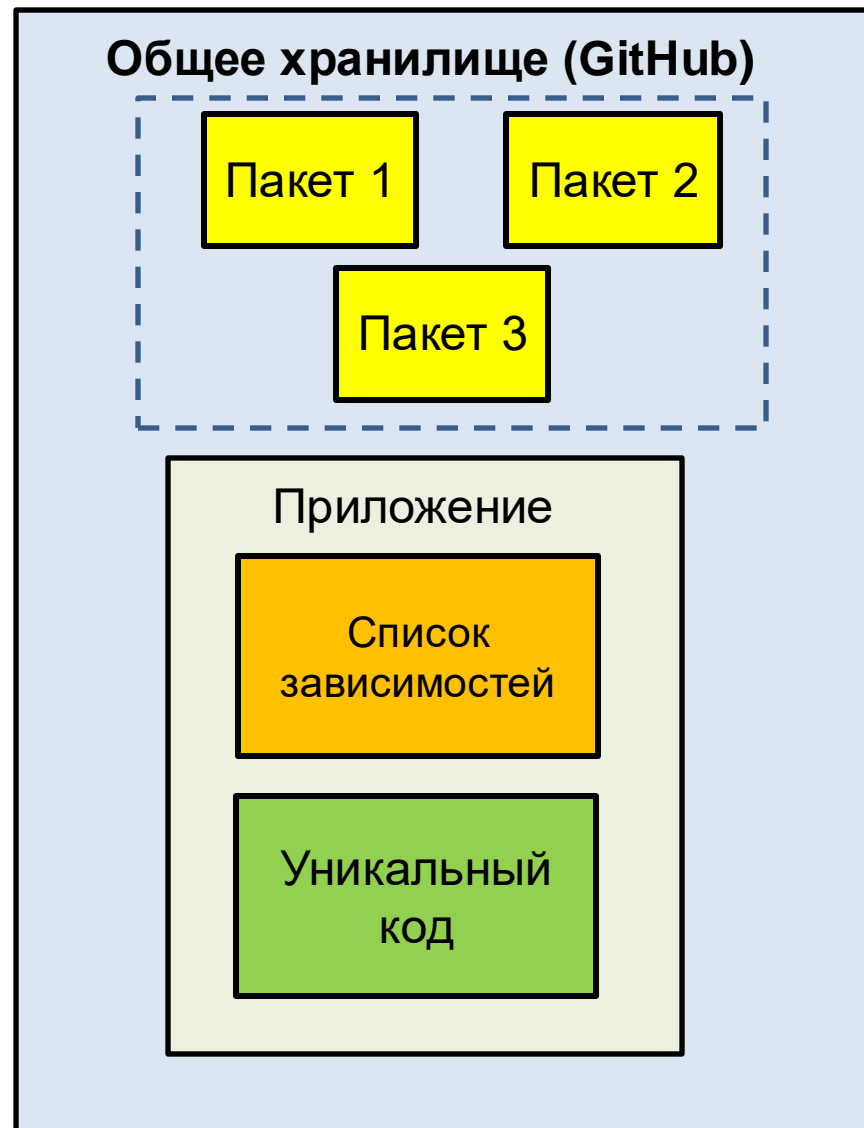 Общее хранилище (GitHub)
Пакет 1
Пакет 2
Пакет 3
Приложение
Список
зависимостей
Уникальный
код